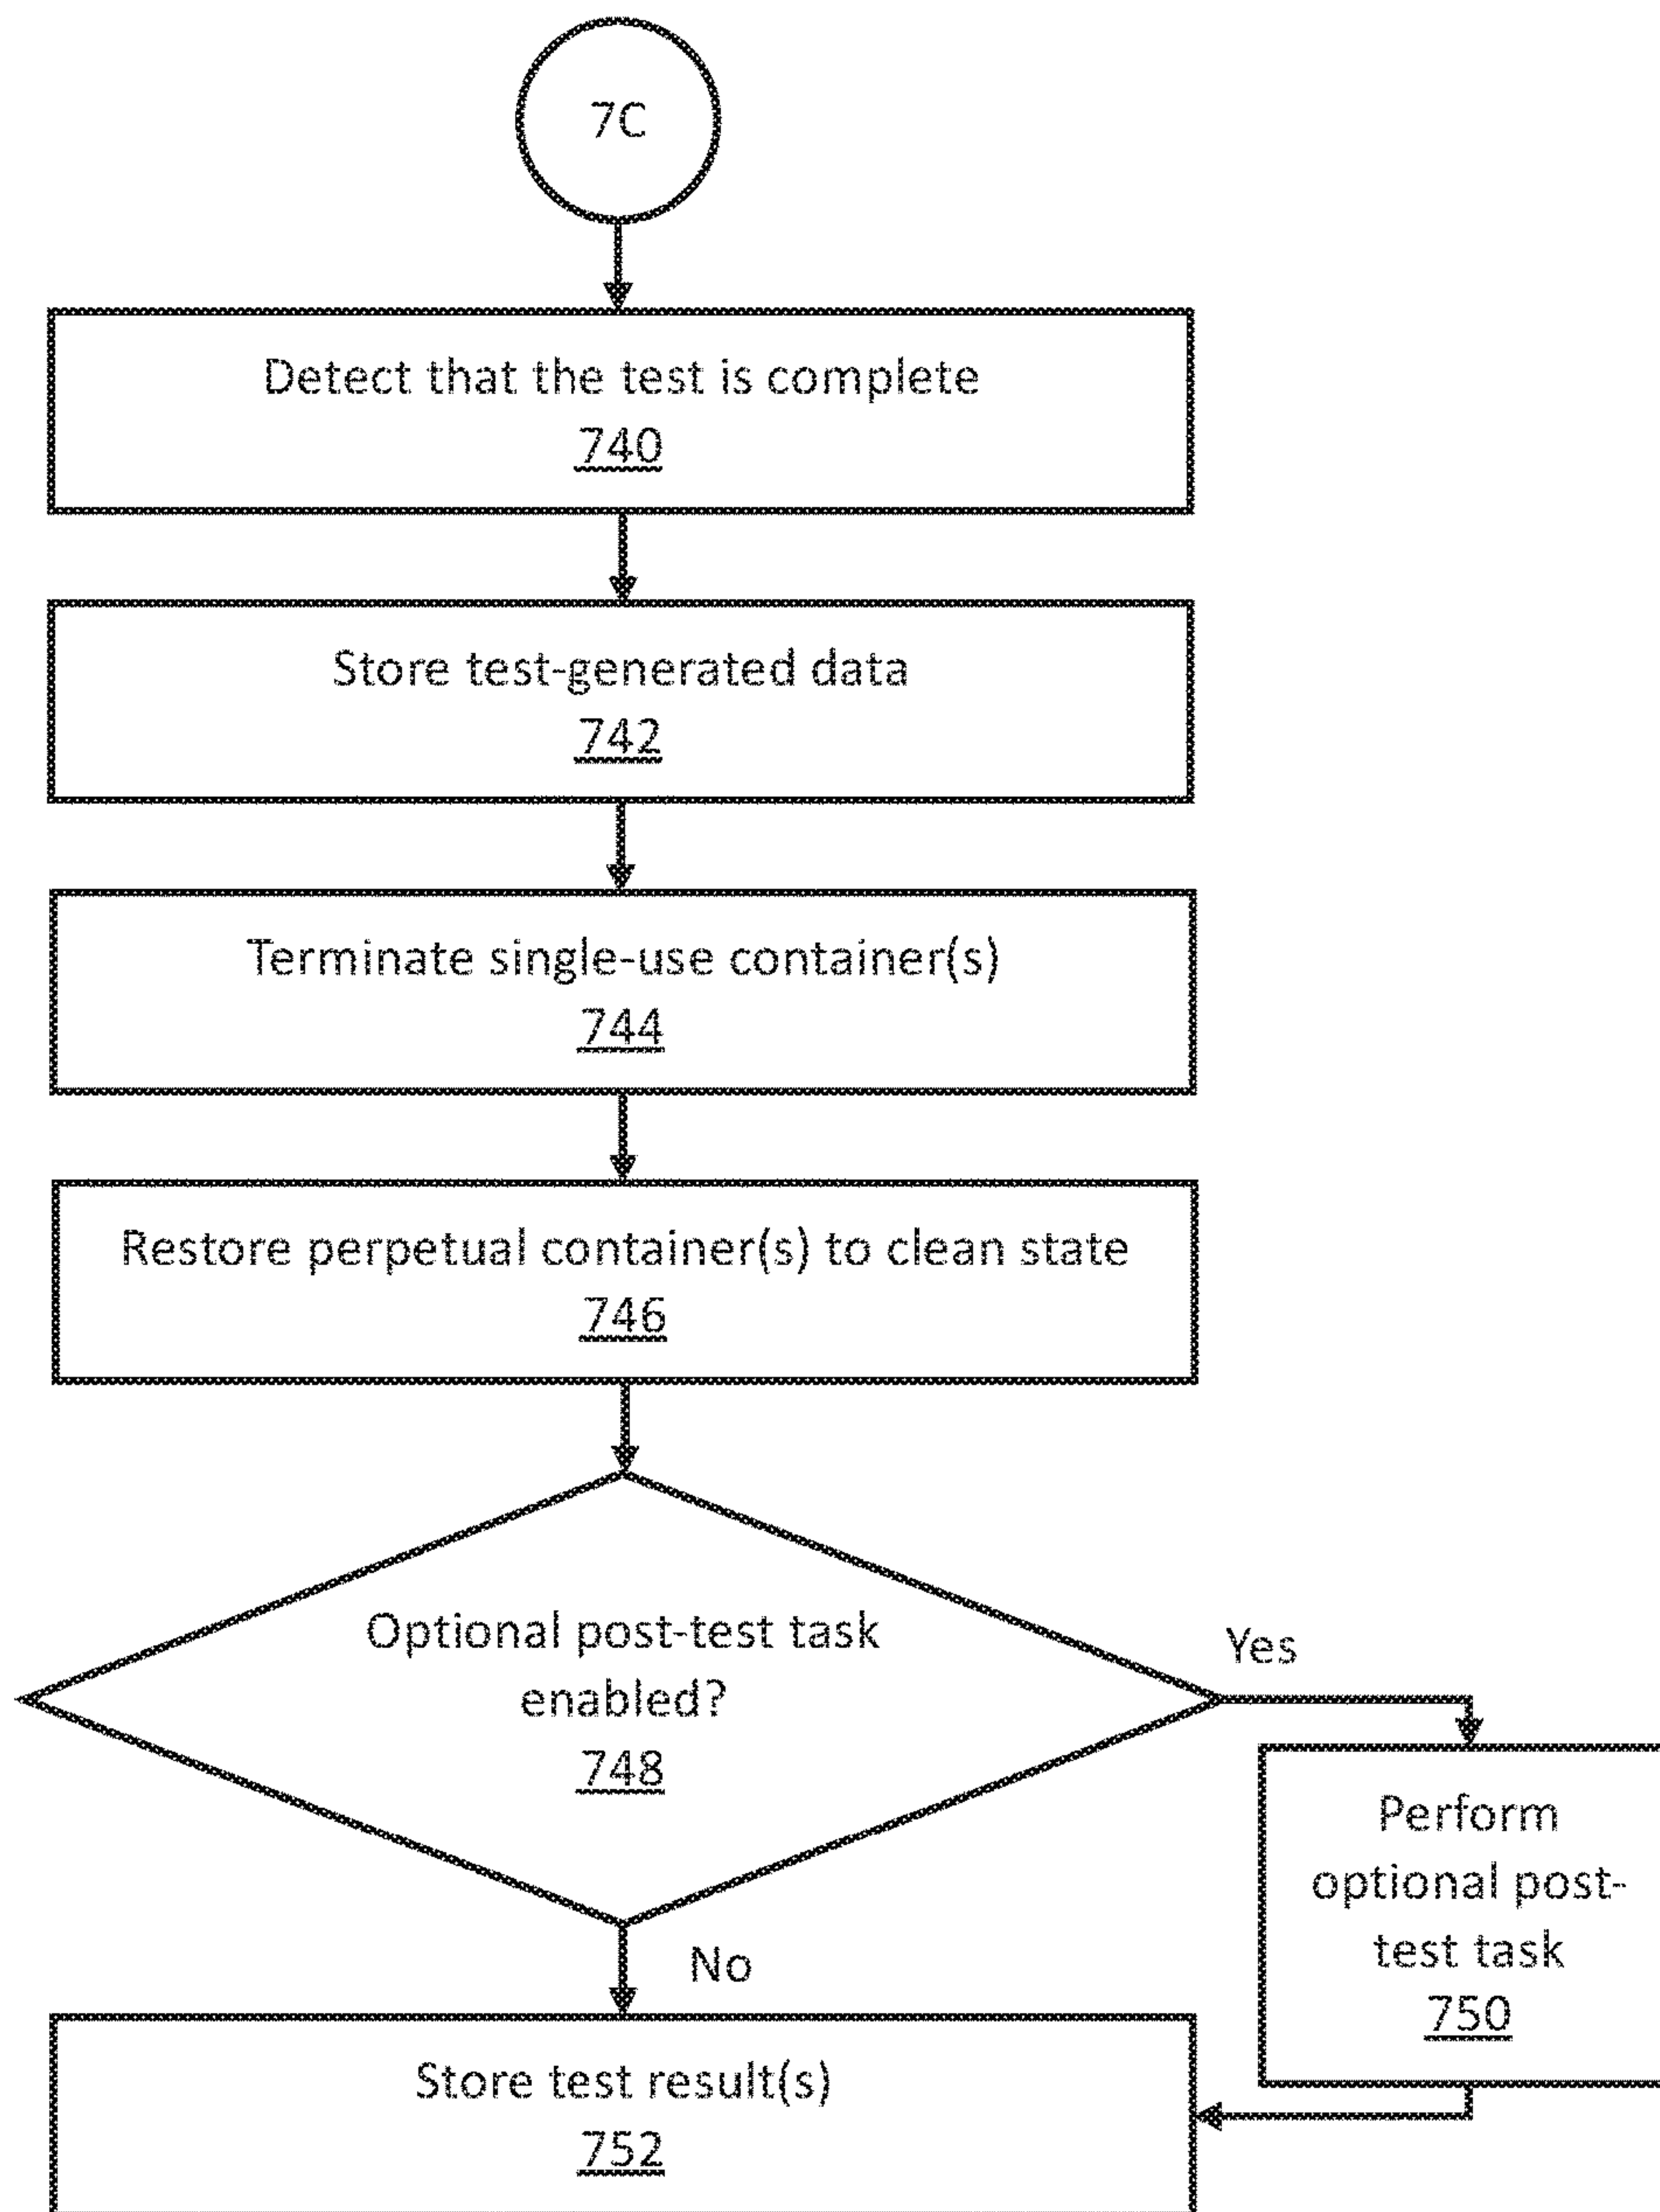 7C
Detect that the test is complete
740
Store test-generated data
742
Terminate single-use container(s)
744
Restore perpetual container(s) to clean state
746
Optional post-test task
enabled?
748
Yes
Perform
optional post-
test task
750
No
Store test result(s)
752